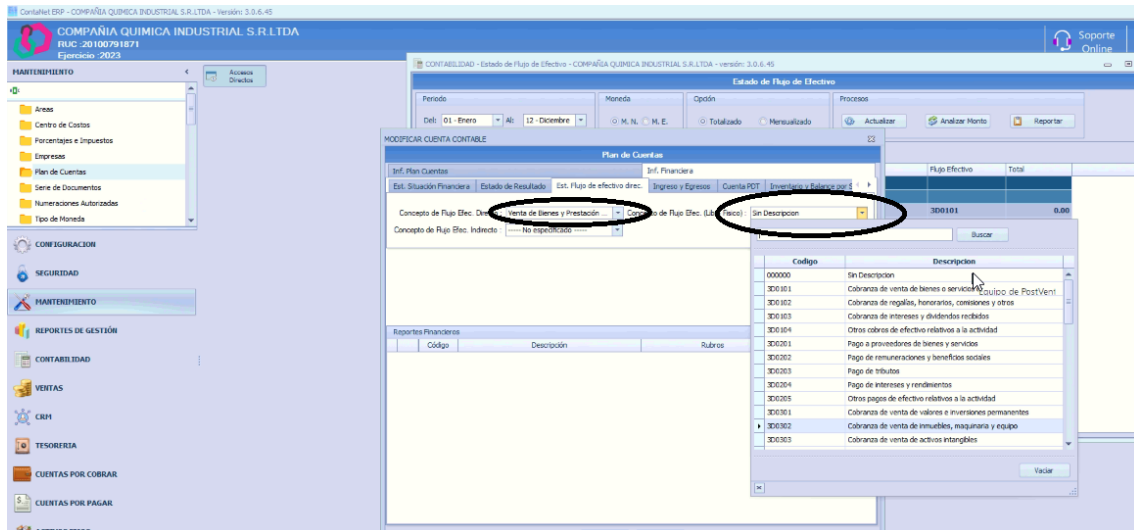 ContaNet ERP - COMPAÑIA QUIMICA INDUSTRIAL S.R.LTDA - Versión: 3.0.6.45
COMPAÑIA QUIMICA INDUSTRIAL S.R.LTDA
RUC :20100791871
Ejercicio :2023
Soporte
Online
MANTENIMIENTO
Accesos
Directos
Areas
Centro de Costos
Porcentajes e Impuestos
Empresas
Plan de Cuentas
Serie de Documentos
Numeraciones Autorizadas
Tipo de Moneda
CONFIGURACION
SEGURIDAD
MANTENIMIENTO
REPORTES DE GESTIÓN
CONTABILIDAD
VENTAS
CRM
TESORERIA
CUENTAS POR COBRAR
CUENTAS POR PAGAR
CONTABILIDAD - Estado de Flujo de Efectivo - COMPAÑIA QUIMICA INDUSTRIAL S.R.LTDA - versión: 3.0.6.45
Estado de Flujo de Efectivo
Periodo Moneda Opción Procesos
Del: 01 - Enero Al: 12 - Diciembre M. N. M. E. Totalizado Mensualizado Actualizar Analizar Monto Reportar
Flujo Efectivo Total
3D0101 0.00
MODIFICAR CUENTA CONTABLE
Plan de Cuentas
Inf. Plan Cuentas Inf. Financiera
Est. Situación Financiera Estado de Resultado Est. Flujo de efectivo direc. Ingreso y Egresos Cuenta PDT Inventario y Balance por S
Concepto de Flujo Efec. Directo : Venta de Bienes y Prestación ... Concepto de Flujo Efec. (Libro Fisico) : Sin Descripcion
Concepto de Flujo Efec. Indirecto : ----- No especificado -----
Buscar
Codigo Descripcion
000000 Sin Descripcion
3D0101 Cobranza de venta de bienes o servicios
Equipo de PostVent
3D0102 Cobranza de regalías, honorarios, comisiones y otros
3D0103 Cobranza de intereses y dividendos recibidos
3D0104 Otros cobros de efectivo relativos a la actividad
3D0201 Pago a proveedores de bienes y servicios
3D0202 Pago de remuneraciones y beneficios sociales
3D0203 Pago de tributos
3D0204 Pago de intereses y rendimientos
3D0205 Otros pagos de efectivo relativos a la actividad
3D0301 Cobranza de venta de valores e inversiones permanentes
3D0302 Cobranza de venta de inmuebles, maquinaria y equipo
3D0303 Cobranza de venta de activos intangibles
Vaciar
Reportes Financieros
Código Descripción Rubros